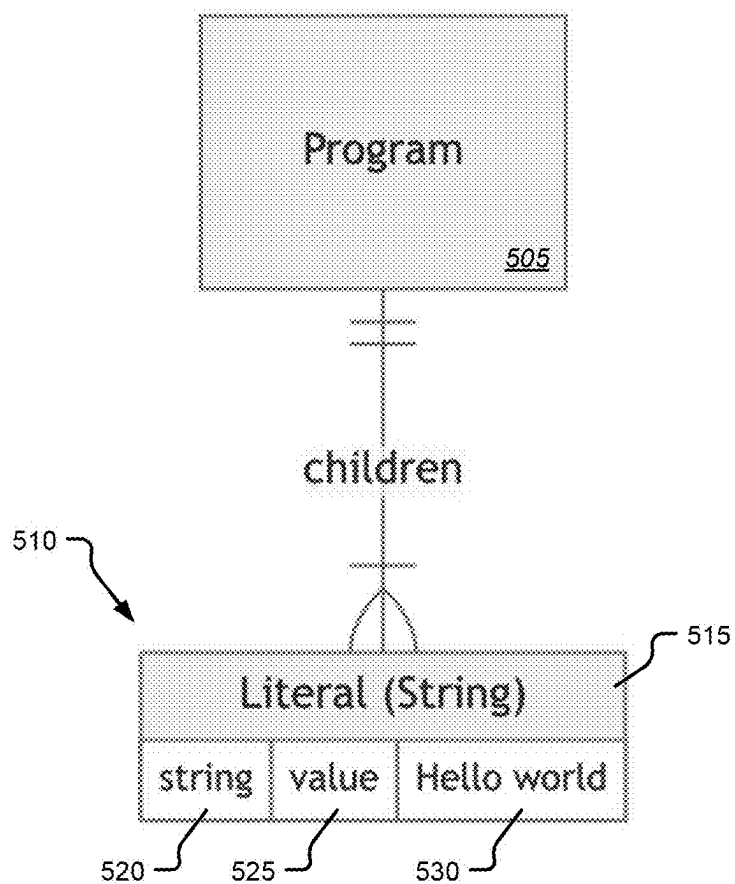 Program
505
children
510
515
Literal (String)
string value Hello world
520 525 530